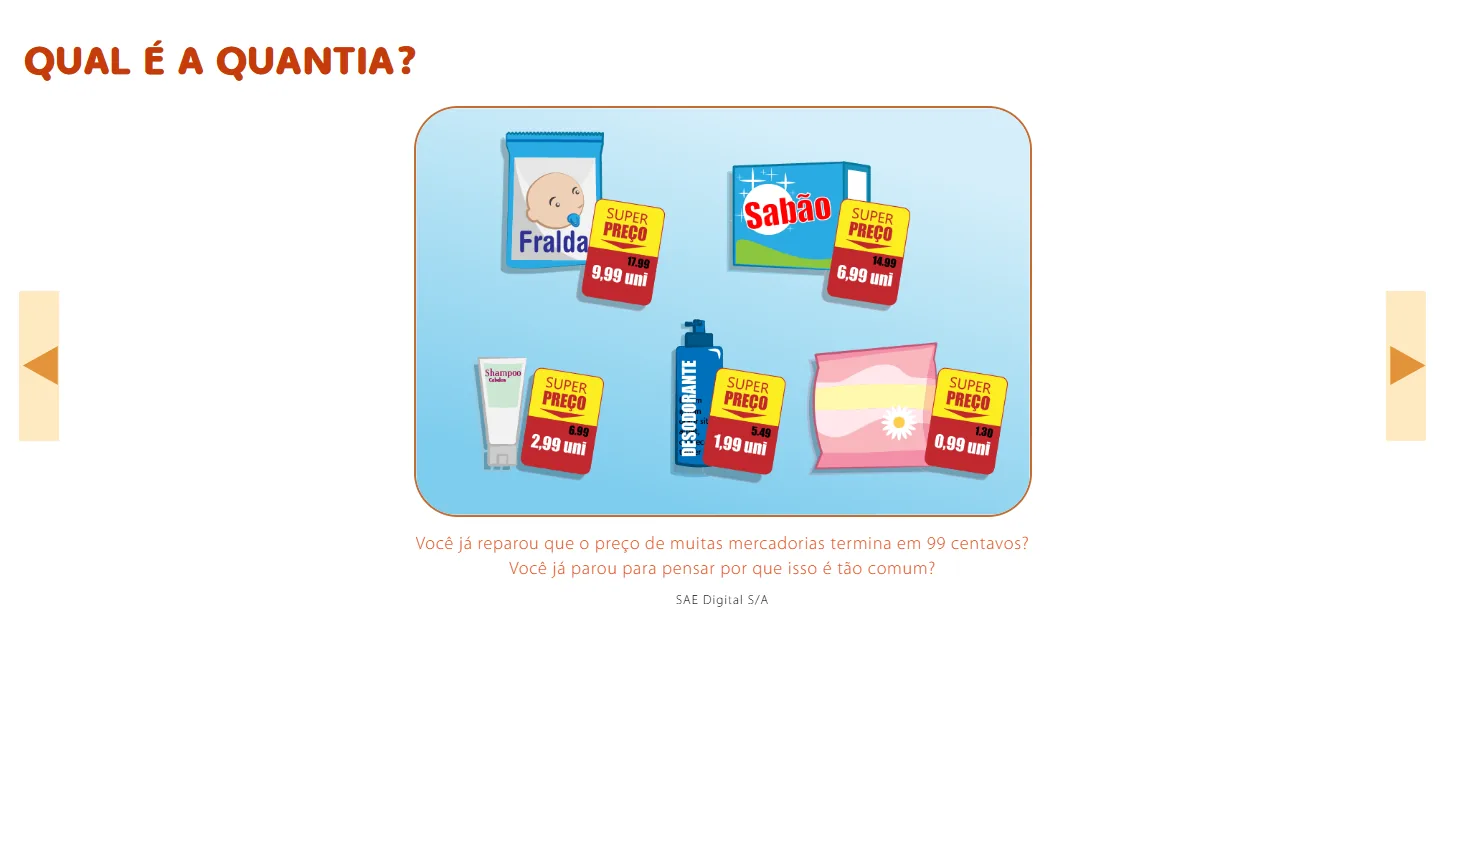 QUAL É A QUANTIA?
Fralda
SUPER
PREÇO
17.99
9,99 uni
Sabão
SUPER
PREÇO
14.99
6,99 uni
Shampoo
Cabelos
SUPER
PREÇO
6.99
2,99 uni
DESODORANTE
SUPER
PREÇO
5.49
1,99 uni
SUPER
PREÇO
1.30
0,99 uni
Você já reparou que o preço de muitas mercadorias termina em 99 centavos?
Você já parou para pensar por que isso é tão comum?
SAE Digital S/A